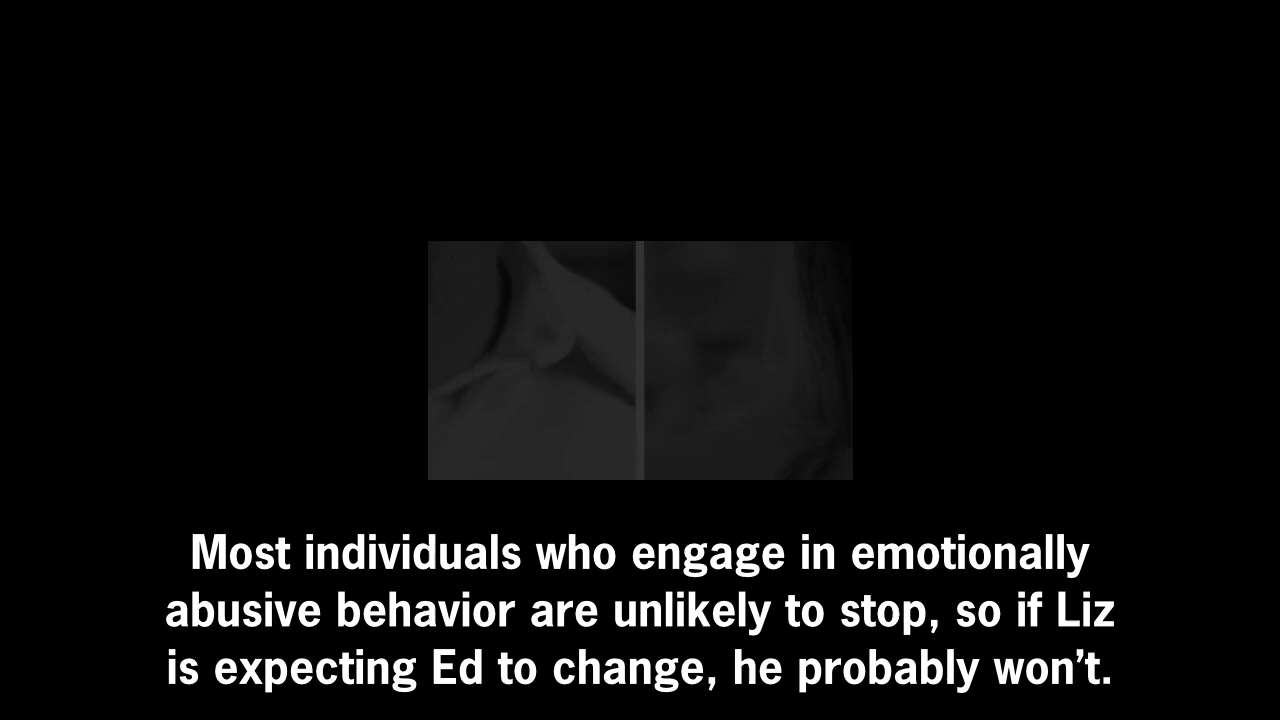 Most individuals who engage in emotionally
abusive behavior are unlikely to stop, so if Liz
is expecting Ed to change, he probably won’t.